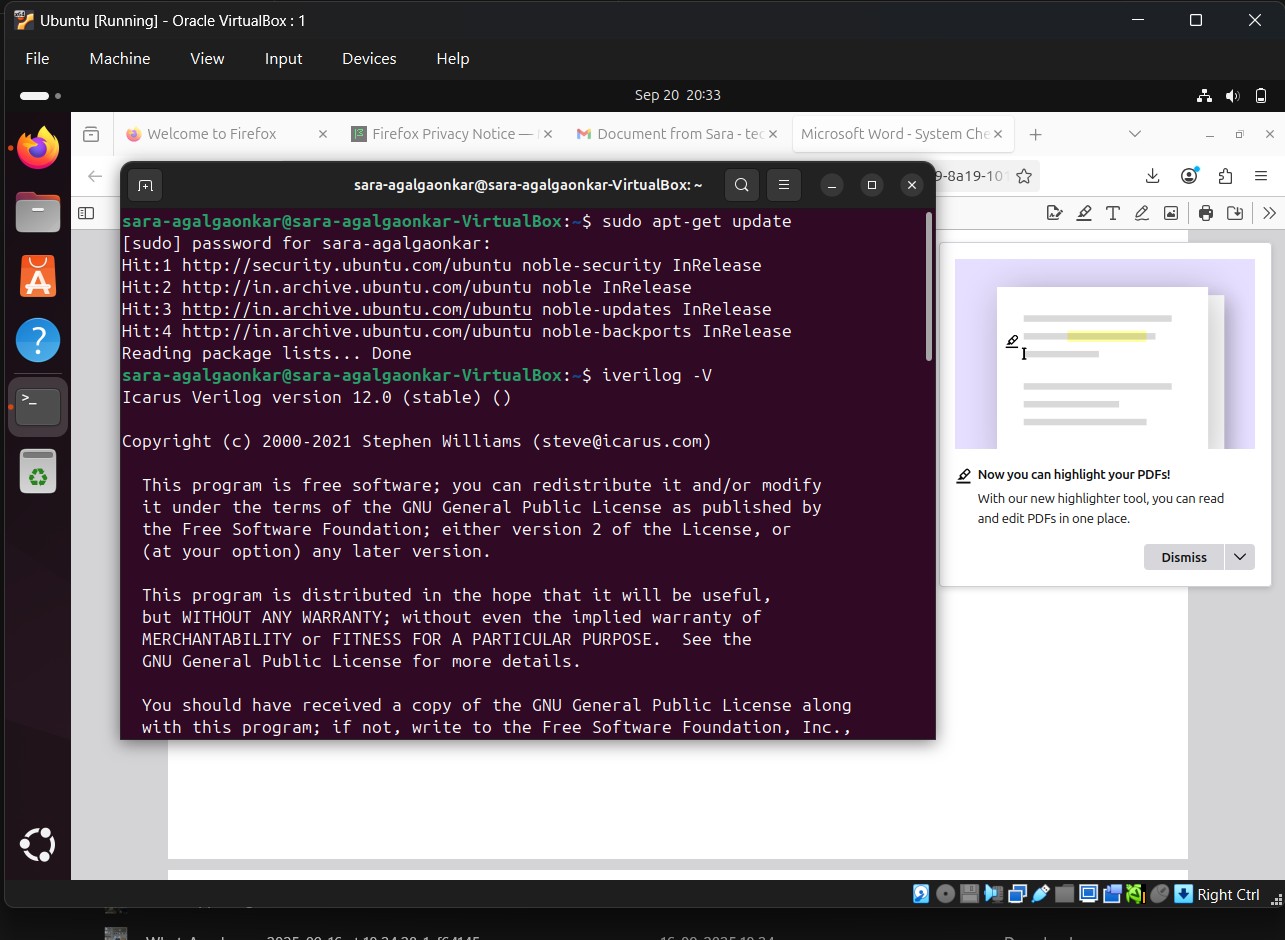 Ubuntu [Running] - Oracle VirtualBox : 1
File Machine View Input Devices Help
Sep 20 20:33
Welcome to Firefox
Firefox Privacy Notice —
Document from Sara - tec
Microsoft Word - System Che
9-8a19-101
sara-agalgaonkar@sara-agalgaonkar-VirtualBox: ~
sara-agalgaonkar@sara-agalgaonkar-VirtualBox:~$ sudo apt-get update
[sudo] password for sara-agalgaonkar:
Hit:1 http://security.ubuntu.com/ubuntu noble-security InRelease
Hit:2 http://in.archive.ubuntu.com/ubuntu noble InRelease
Hit:3 http://in.archive.ubuntu.com/ubuntu noble-updates InRelease
Hit:4 http://in.archive.ubuntu.com/ubuntu noble-backports InRelease
Reading package lists... Done
sara-agalgaonkar@sara-agalgaonkar-VirtualBox:~$ iverilog -V
Icarus Verilog version 12.0 (stable) ()
Copyright (c) 2000-2021 Stephen Williams (steve@icarus.com)
This program is free software; you can redistribute it and/or modify
it under the terms of the GNU General Public License as published by
the Free Software Foundation; either version 2 of the License, or
(at your option) any later version.
This program is distributed in the hope that it will be useful,
but WITHOUT ANY WARRANTY; without even the implied warranty of
MERCHANTABILITY or FITNESS FOR A PARTICULAR PURPOSE.  See the
GNU General Public License for more details.
You should have received a copy of the GNU General Public License along
with this program; if not, write to the Free Software Foundation, Inc.,
Now you can highlight your PDFs!
With our new highlighter tool, you can read
and edit PDFs in one place.
Dismiss
Right Ctrl